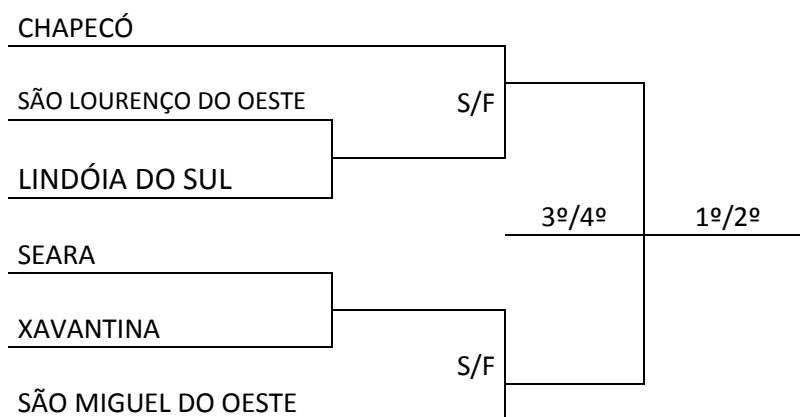 CHAPECÓ
SÃO LOURENÇO DO OESTE
S/F
LINDÓIA DO SUL
3º/4º
1º/2º
SEARA
XAVANTINA
S/F
SÃO MIGUEL DO OESTE